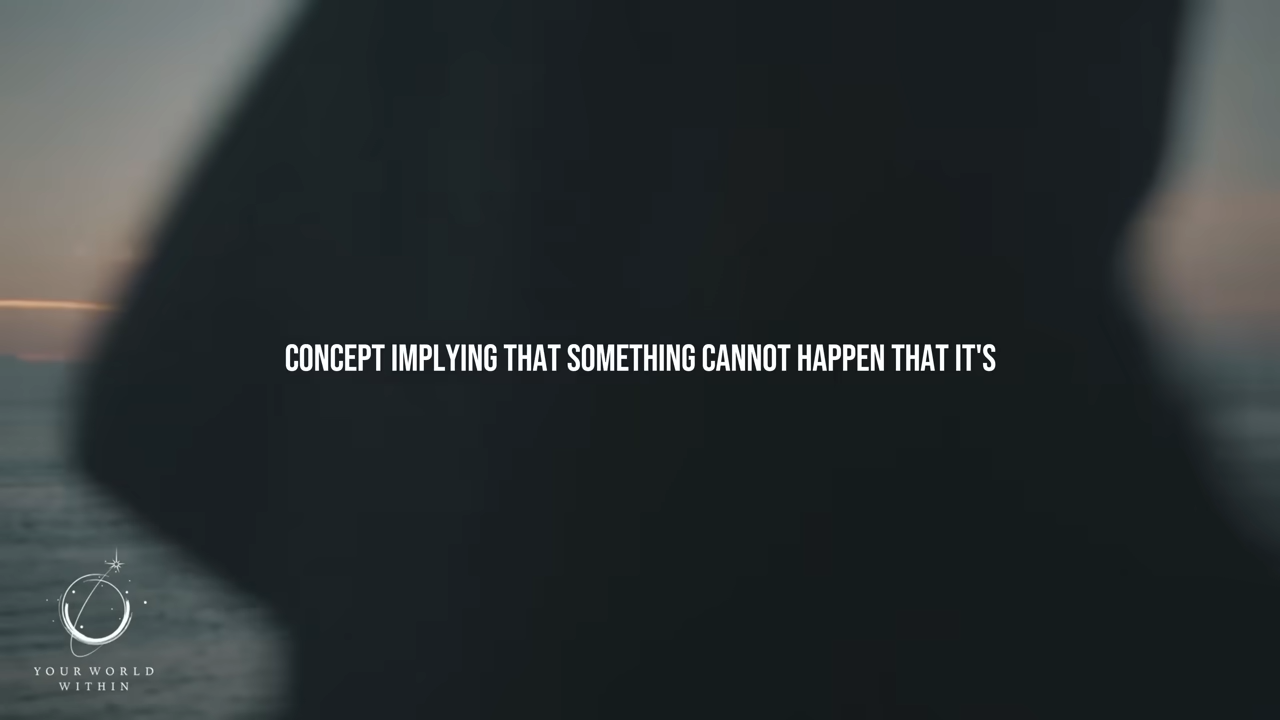 CONCEPT IMPLYING THAT SOMETHING CANNOT HAPPEN THAT IT'S
YOUR WORLD
WITHIN